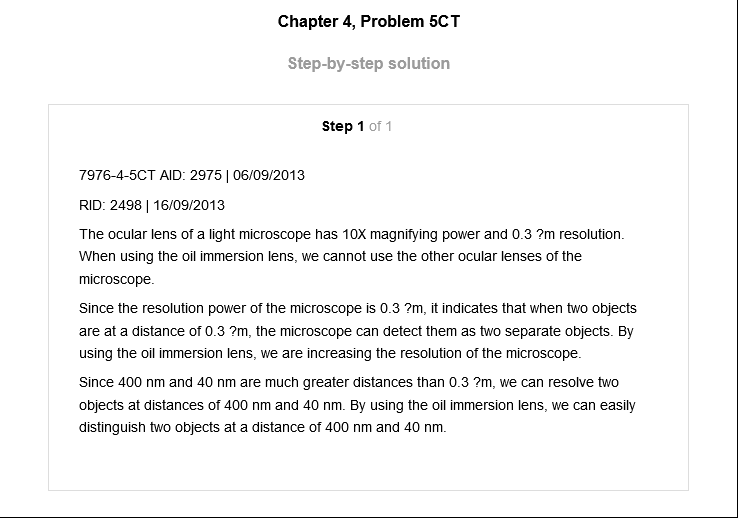 Chapter 4, Problem 5CT
Step-by-step solution
Step 1 of 1
7976-4-5CT AID: 2975 | 06/09/2013
RID: 2498 | 16/09/2013
The ocular lens of a light microscope has 10X magnifying power and 0.3 ?m resolution.
When using the oil immersion lens, we cannot use the other ocular lenses of the
microscope.
Since the resolution power of the microscope is 0.3 ?m, it indicates that when two objects
are at a distance of 0.3 ?m, the microscope can detect them as two separate objects. By
using the oil immersion lens, we are increasing the resolution of the microscope.
Since 400 nm and 40 nm are much greater distances than 0.3 ?m, we can resolve two
objects at distances of 400 nm and 40 nm. By using the oil immersion lens, we can easily
distinguish two objects at a distance of 400 nm and 40 nm.